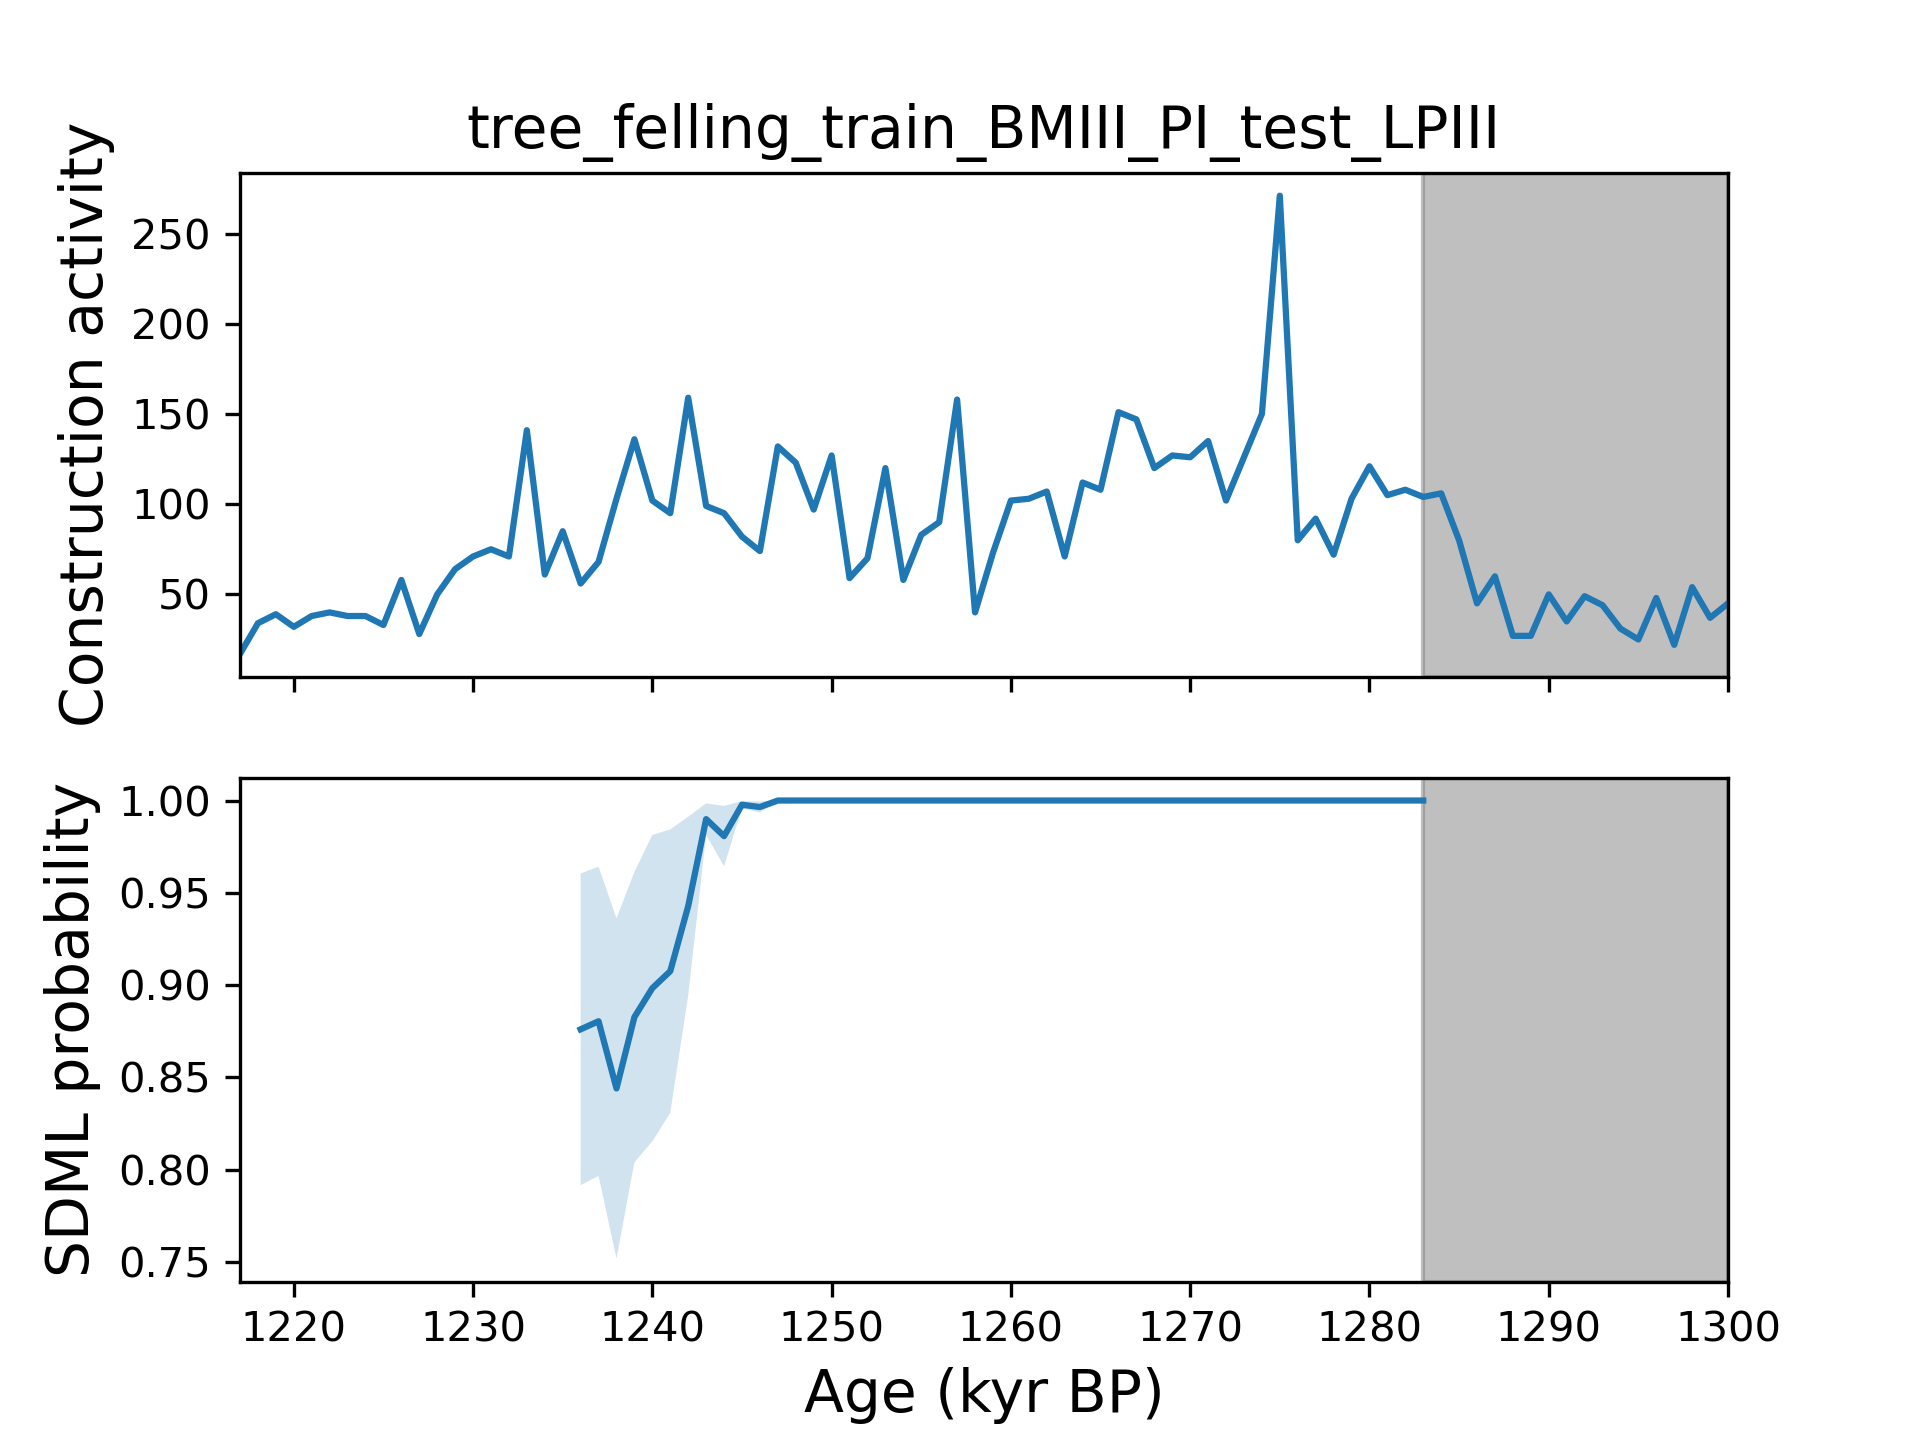 tree_felling_train_BMIII_PI_test_LPIII
Construction activity
250
200
150
100
50
SDML probability
1.00
0.95
0.90
0.85
0.80
0.75
1220 1230 1240 1250 1260 1270 1280 1290 1300
Age (kyr BP)